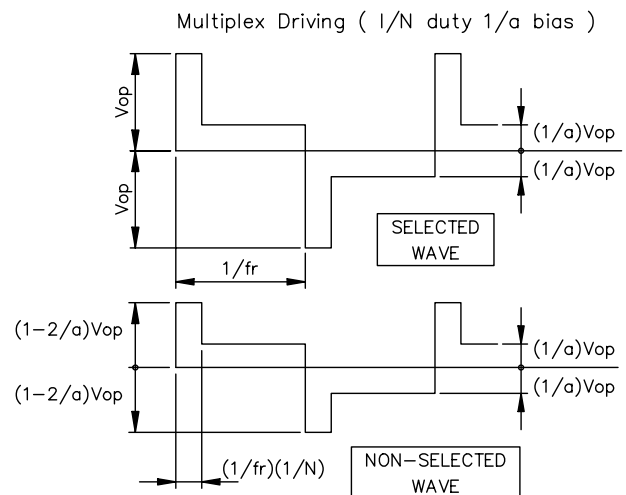 Multiplex Driving ( I/N duty 1/a bias )
Vop
(1/a)Vop
(1/a)Vop
Vop
SELECTED
WAVE
1/fr
(1-2/a)Vop
(1/a)Vop
(1-2/a)Vop
(1/a)Vop
(1/fr)(1/N)
NON-SELECTED
WAVE